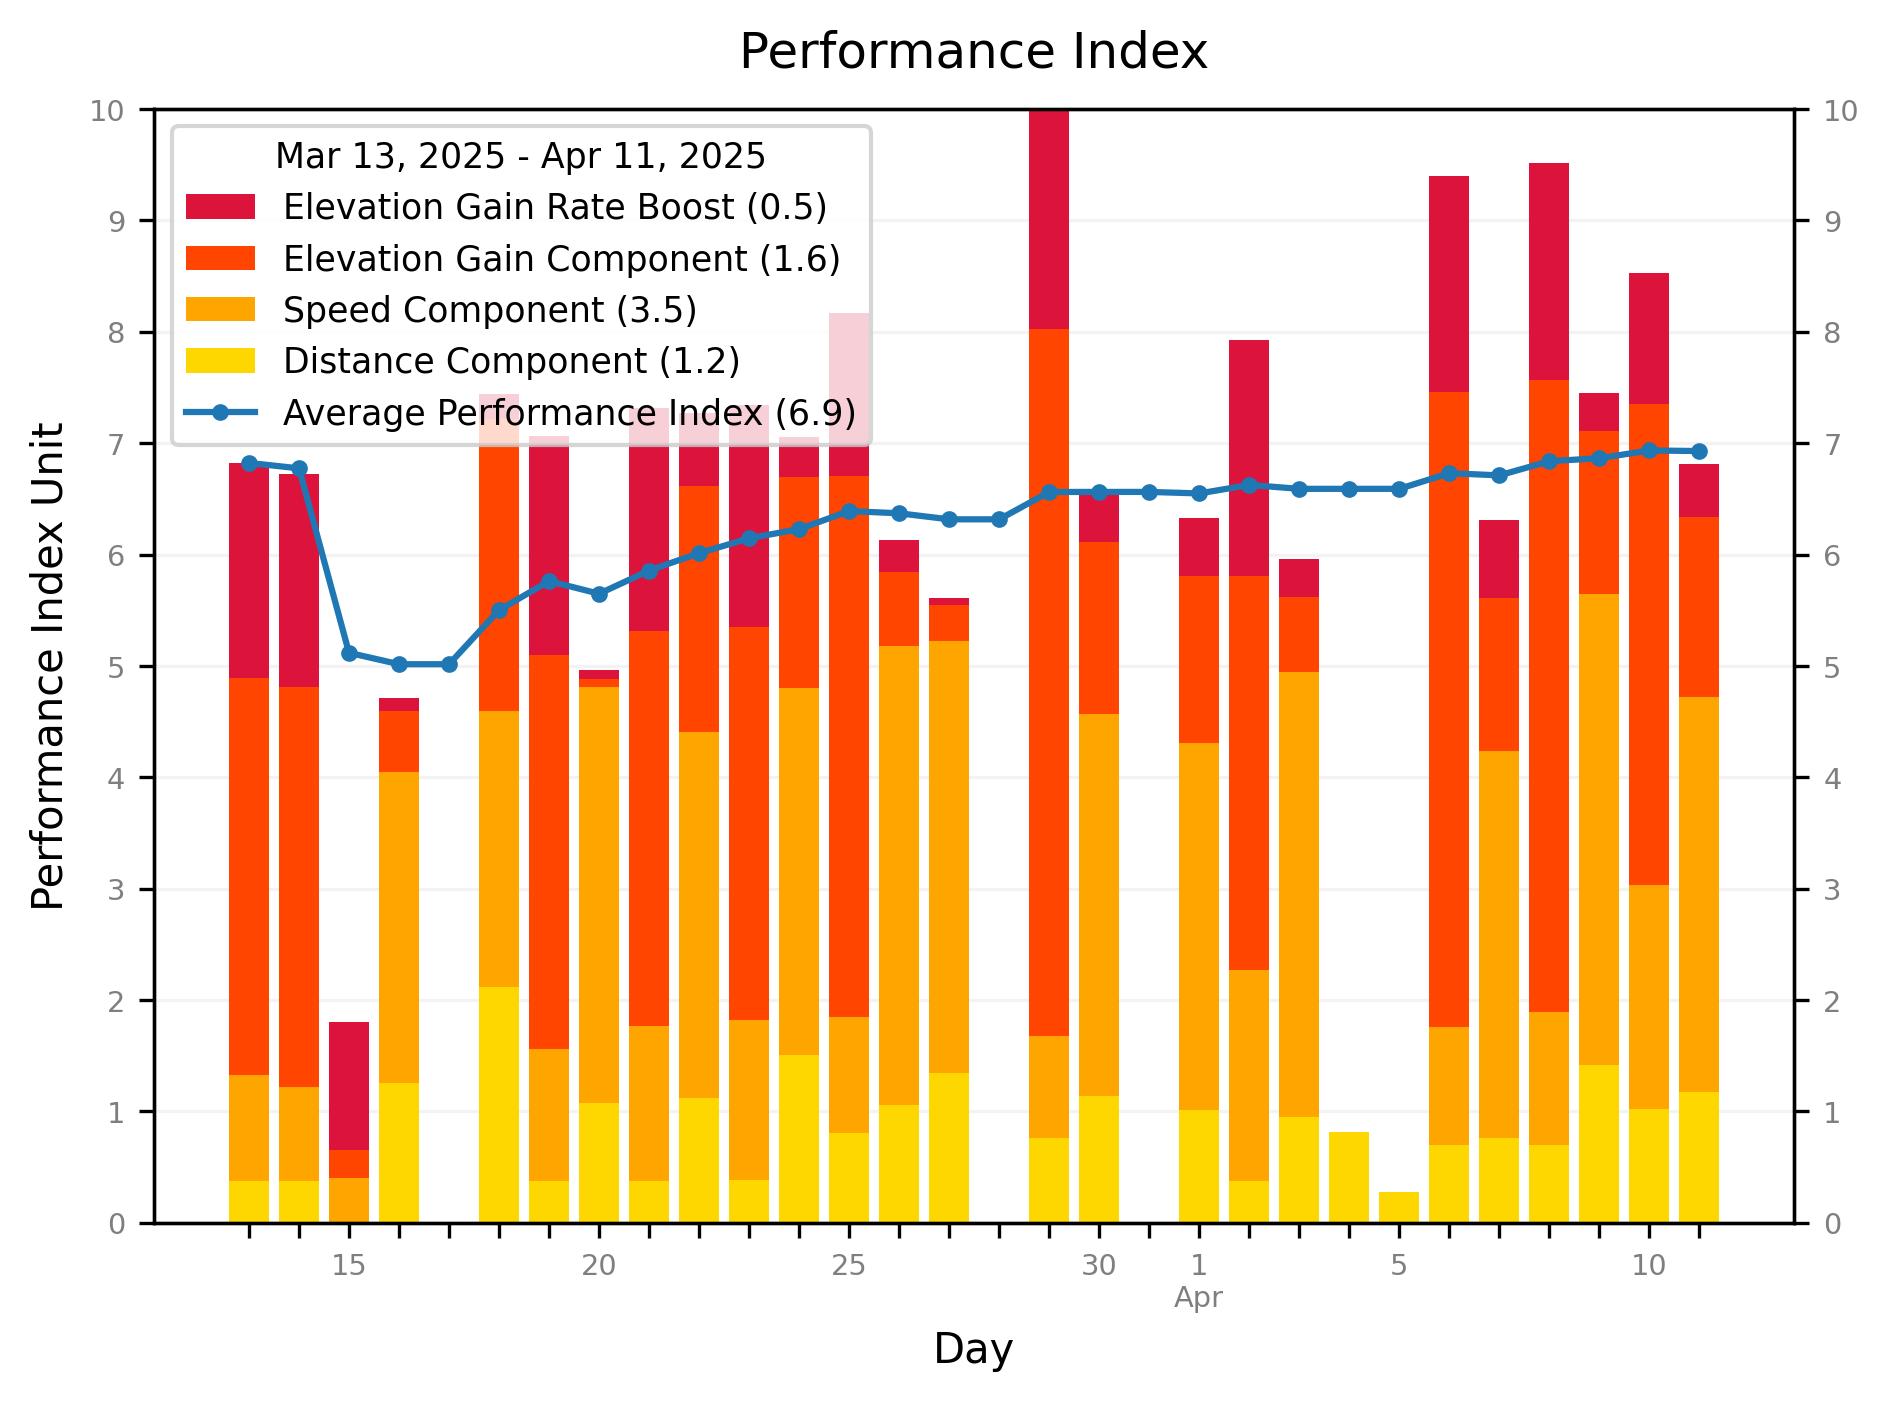 Performance Index
Mar 13, 2025 - Apr 11, 2025
Elevation Gain Rate Boost (0.5)
Elevation Gain Component (1.6)
Speed Component (3.5)
Distance Component (1.2)
Average Performance Index (6.9)
Performance Index Unit
10
9
8
7
6
5
4
3
2
1
0
10
9
8
7
6
5
4
3
2
1
0
15 20 25 30 1 5 10
Apr
Day